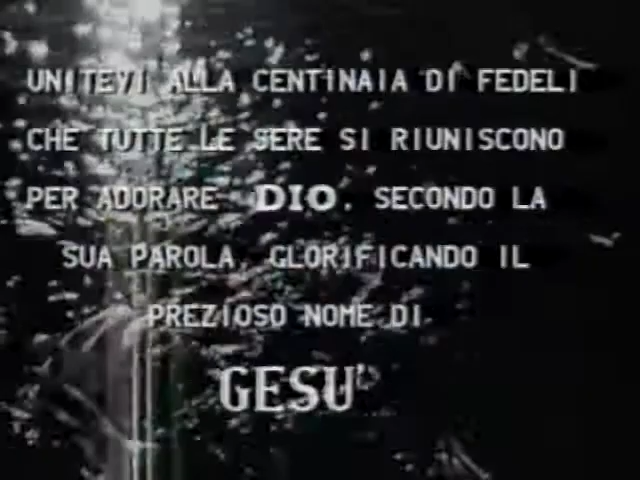 UNITEVI ALLA CENTINAIA DI FEDELI
CHE TUTTE LE SERE SI RIUNISCONO
PER ADORARE DIO. SECONDO LA
SUA PAROLA, GLORIFICANDO IL
PREZIOSO NOME DI
GESU'